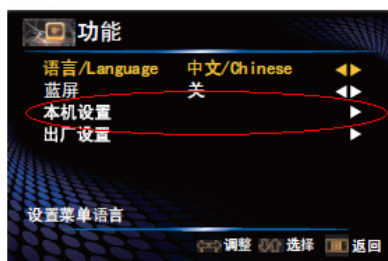 功能
语言/Language 中文/Chinese
蓝屏 关
本机设置
出厂设置
设置菜单语言
调整 选择 返回